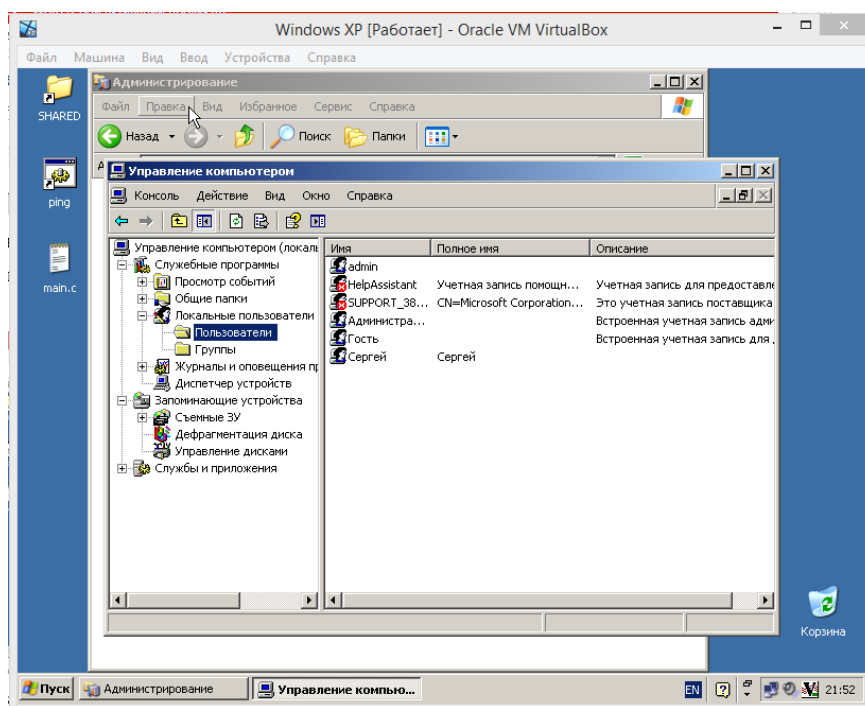 Windows XP [Работает] - Oracle VM VirtualBox
Файл Машина Вид Ввод Устройства Справка
SHARED
ping
main.c
Администрирование
Файл Правка Вид Избранное Сервис Справка
Назад Поиск Папки
Управление компьютером
Консоль Действие Вид Окно Справка
Управление компьютером (локаль
Служебные программы
Просмотр событий
Общие папки
Локальные пользователи
Пользователи
Группы
Журналы и оповещения пр
Диспетчер устройств
Запоминающие устройства
Съемные ЗУ
Дефрагментация диска
Управление дисками
Службы и приложения
Имя Полное имя Описание
admin
HelpAssistant Учетная запись помощн... Учетная запись для предоставле
SUPPORT_38... CN=Microsoft Corporation... Это учетная запись поставщика
Администра... Встроенная учетная запись адми
Гость Встроенная учетная запись для
Сергей Сергей
Корзина
Пуск Администрирование Управление компью... EN 21:52